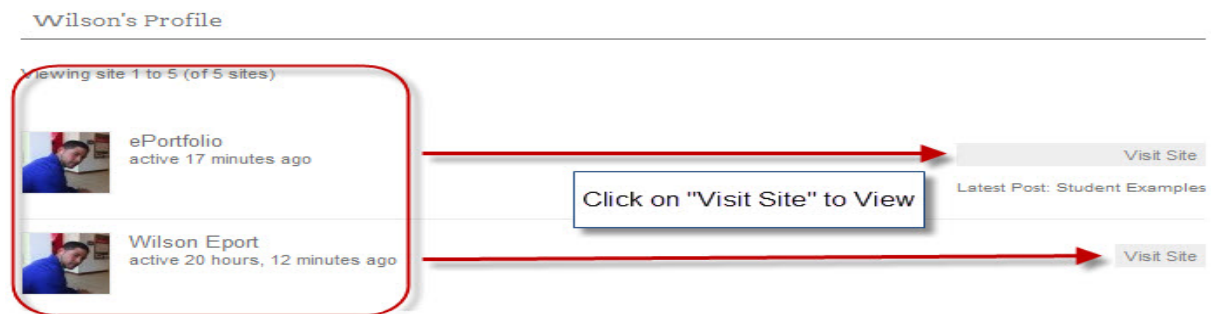 Wilson's Profile
Viewing site 1 to 5 (of 5 sites)
ePortfolio
active 17 minutes ago
Visit Site
Latest Post: Student Examples
Click on "Visit Site" to View
Wilson Eport
active 20 hours, 12 minutes ago
Visit Site